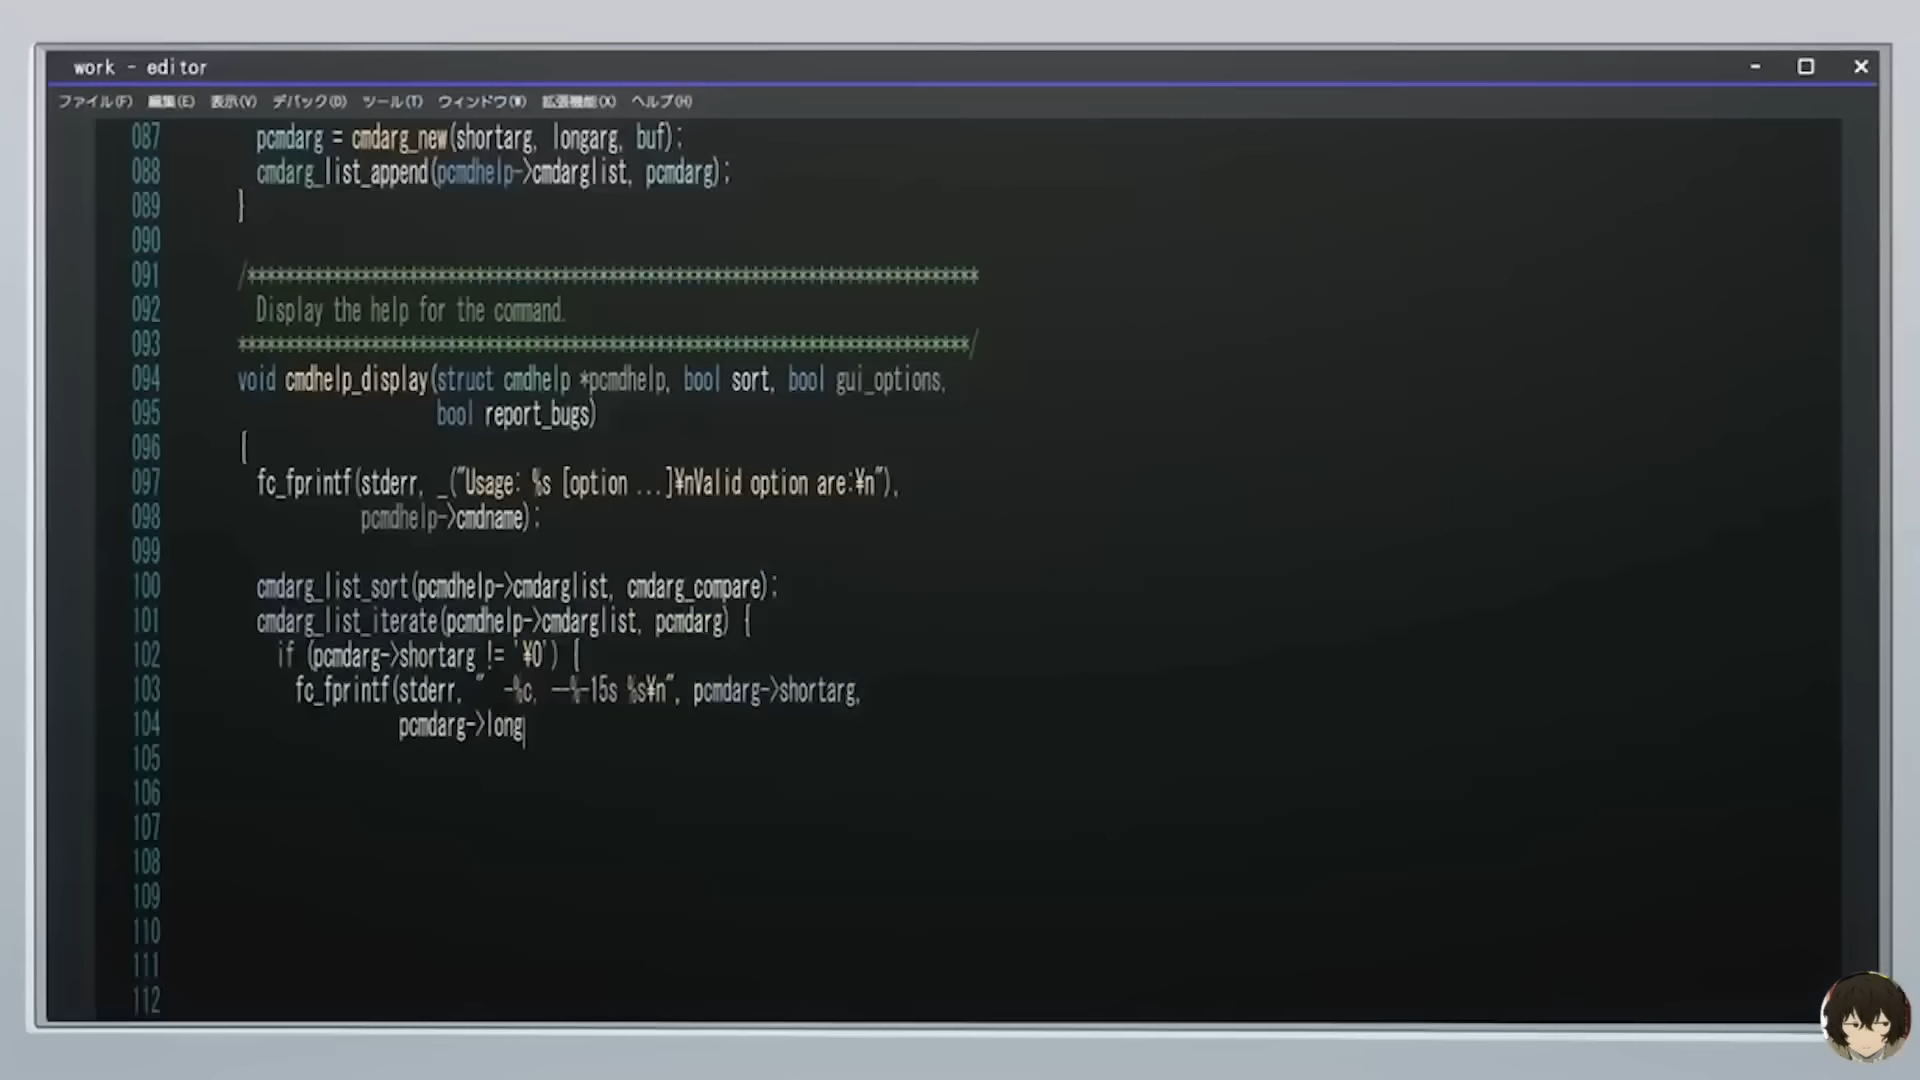 work - editor
ファイル(F) 編集(E) 表示(V) デバック(D) ツール(T) ウィンドウ(W) 拡張機能(X) ヘルプ(H)
087 pcmdarg = cmdarg_new(shortarg, longarg, buf);
088 cmdarg_list_append(pcmdhelp->cmdarglist, pcmdarg);
089 }
090
091 /*****************************************************************************
092 Display the help for the command.
093 *****************************************************************************/
094 void cmdhelp_display(struct cmdhelp *pcmdhelp, bool sort, bool gui_options,
095 bool report_bugs)
096 {
097 fc_fprintf(stderr, _("Usage: %s [option ...]¥nValid option are:¥n"),
098 pcmdhelp->cmdname);
099
100 cmdarg_list_sort(pcmdhelp->cmdarglist, cmdarg_compare);
101 cmdarg_list_iterate(pcmdhelp->cmdarglist, pcmdarg) {
102 if (pcmdarg->shortarg != '¥0') {
103 fc_fprintf(stderr, " -%c, --%-15s %s¥n", pcmdarg->shortarg,
104 pcmdarg->long
105
106
107
108
109
110
111
112